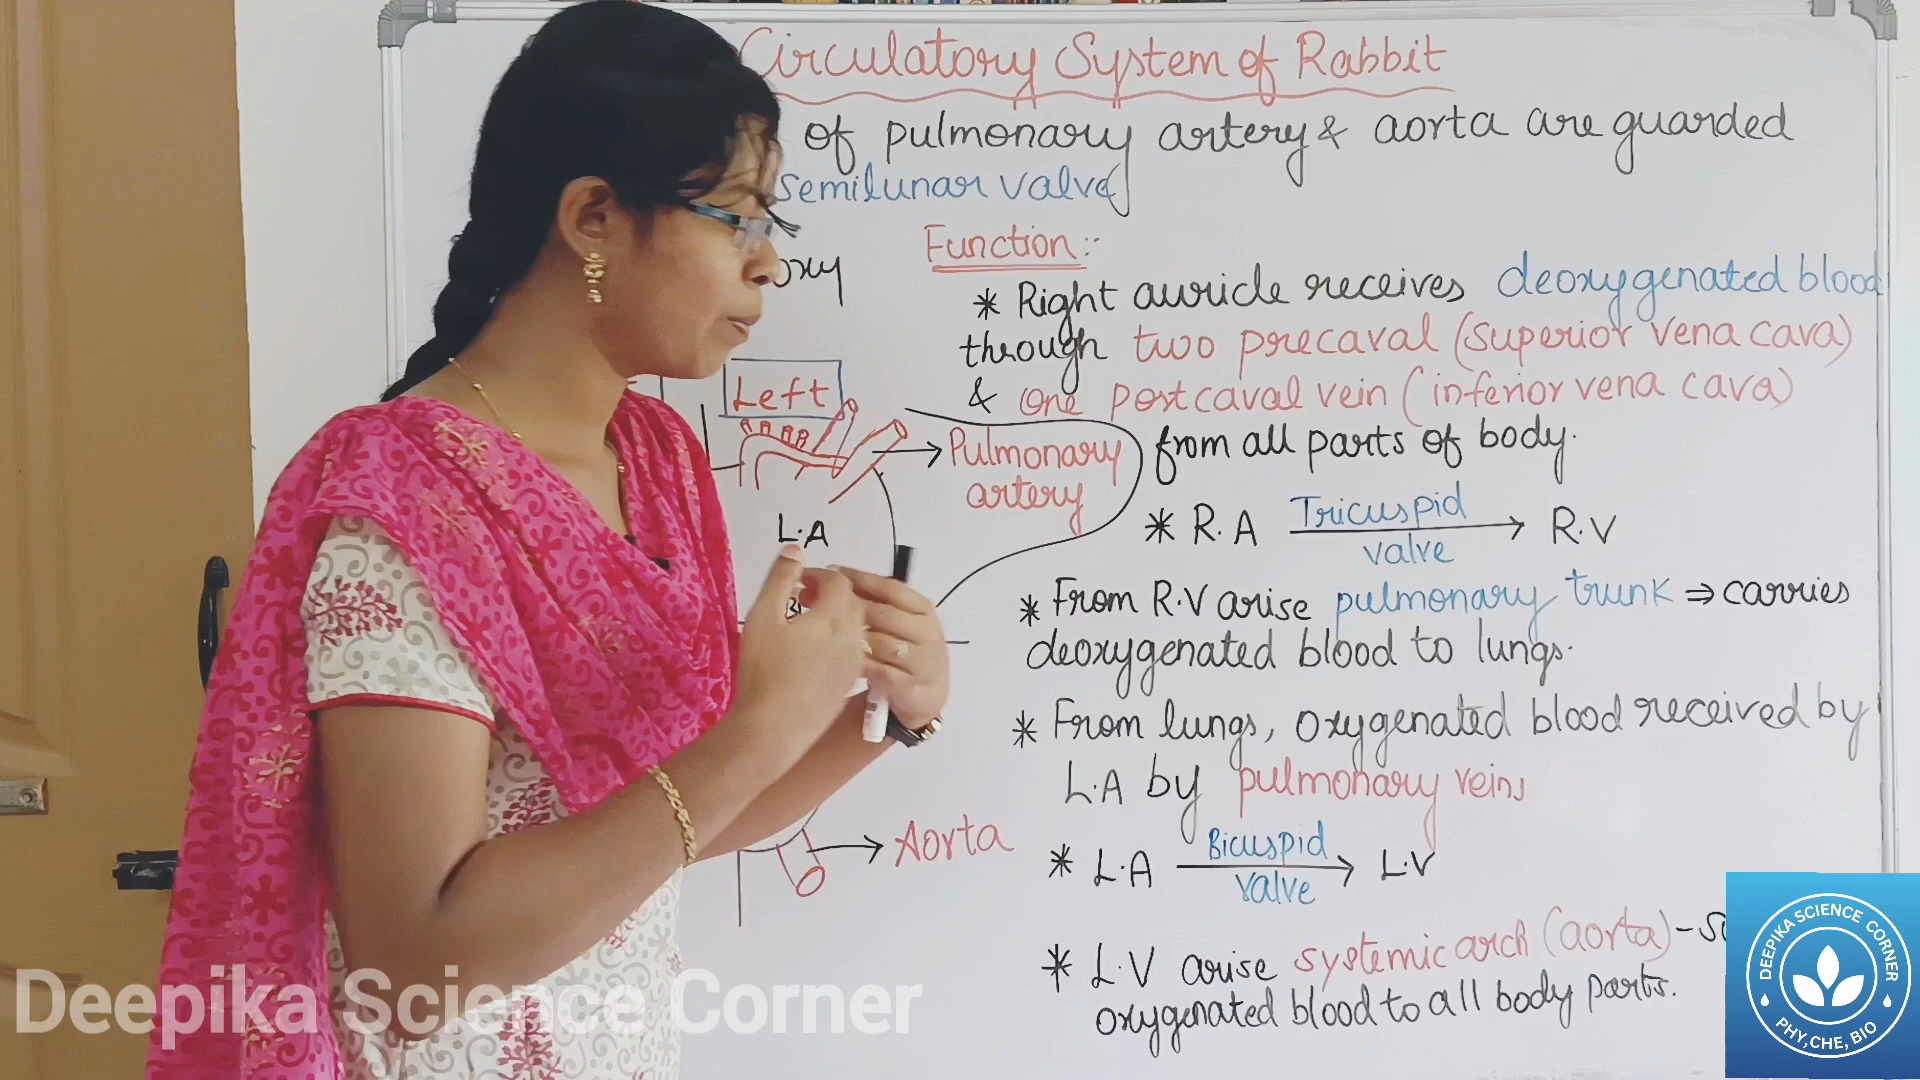 Circulatory System of Rabbit
of pulmonary artery & aorta are guarded
semilunar valve
Function:-
oxy
* Right auricle receives deoxygenated blood
through two precaval (superior vena cava)
& one postcaval vein (inferior vena cava)
from all parts of body.
Left
Pulmonary
artery
L.A
* R.A Tricuspid valve → R.V
* From R.V arise pulmonary trunk ⇒ carries
deoxygenated blood to lungs.
* From lungs, oxygenated blood received by
L.A by pulmonary veins
Aorta
* L.A Bicuspid valve → L.V
* L.V arise systemic arch (aorta) -
oxygenated blood to all body parts.
Deepika Science Corner
DEEPIKA SCIENCE CORNER
PHY,CHE, BIO